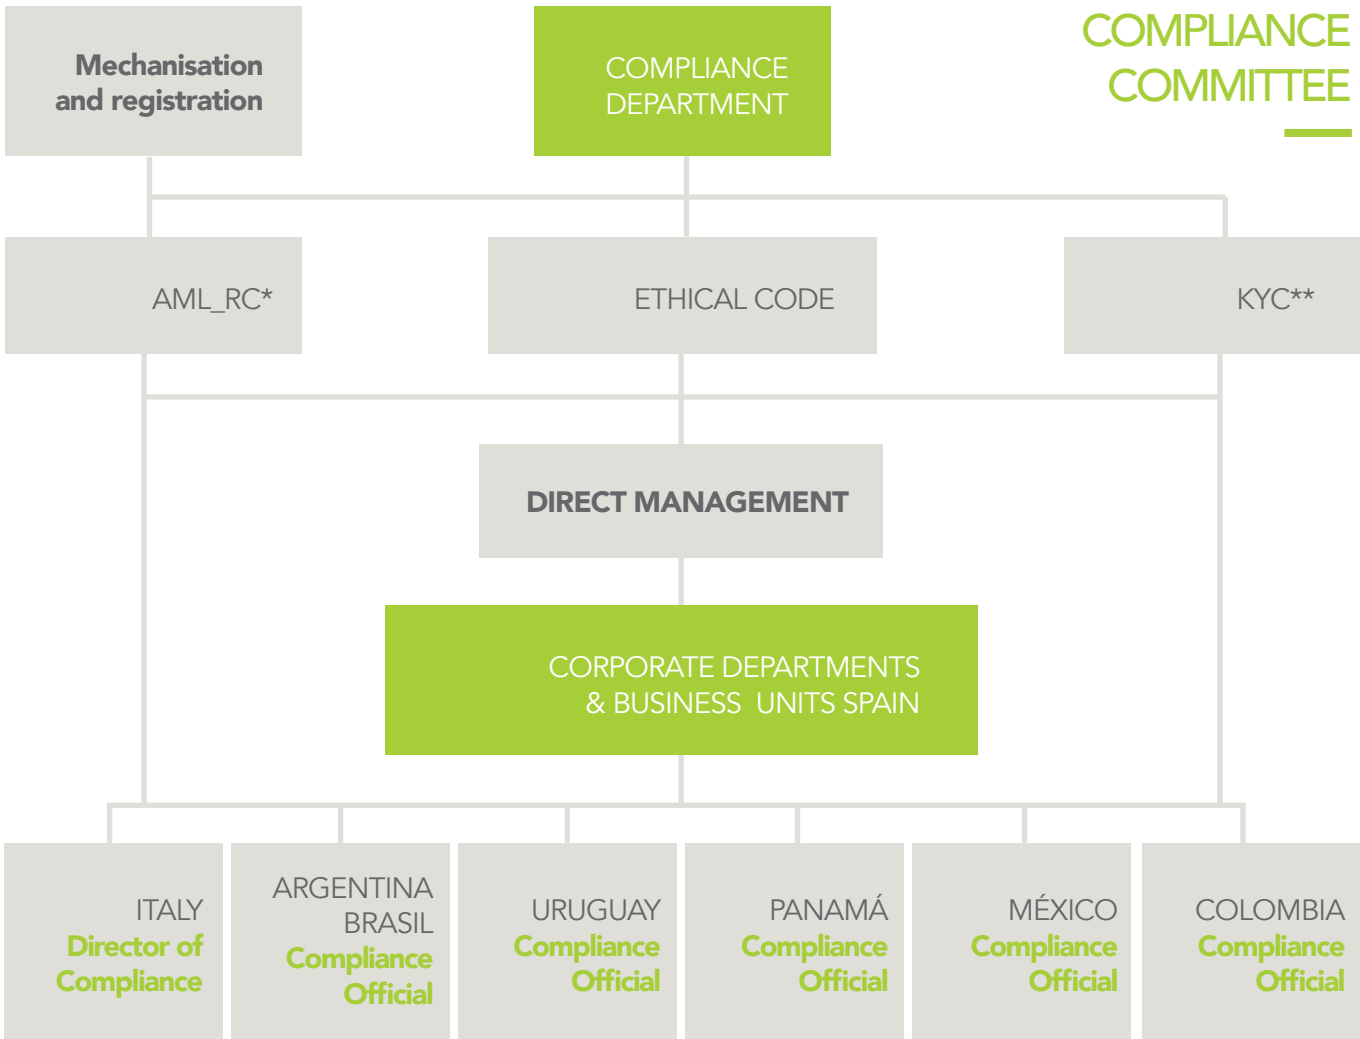 COMPLIANCE
COMMITTEE
Mechanisation
and registration
COMPLIANCE
DEPARTMENT
AML_RC*
ETHICAL CODE
KYC**
DIRECT MANAGEMENT
CORPORATE DEPARTMENTS
& BUSINESS UNITS SPAIN
ITALY
Director of
Compliance
ARGENTINA
BRASIL
Compliance
Official
URUGUAY
Compliance
Official
PANAMÁ
Compliance
Official
MÉXICO
Compliance
Official
COLOMBIA
Compliance
Official